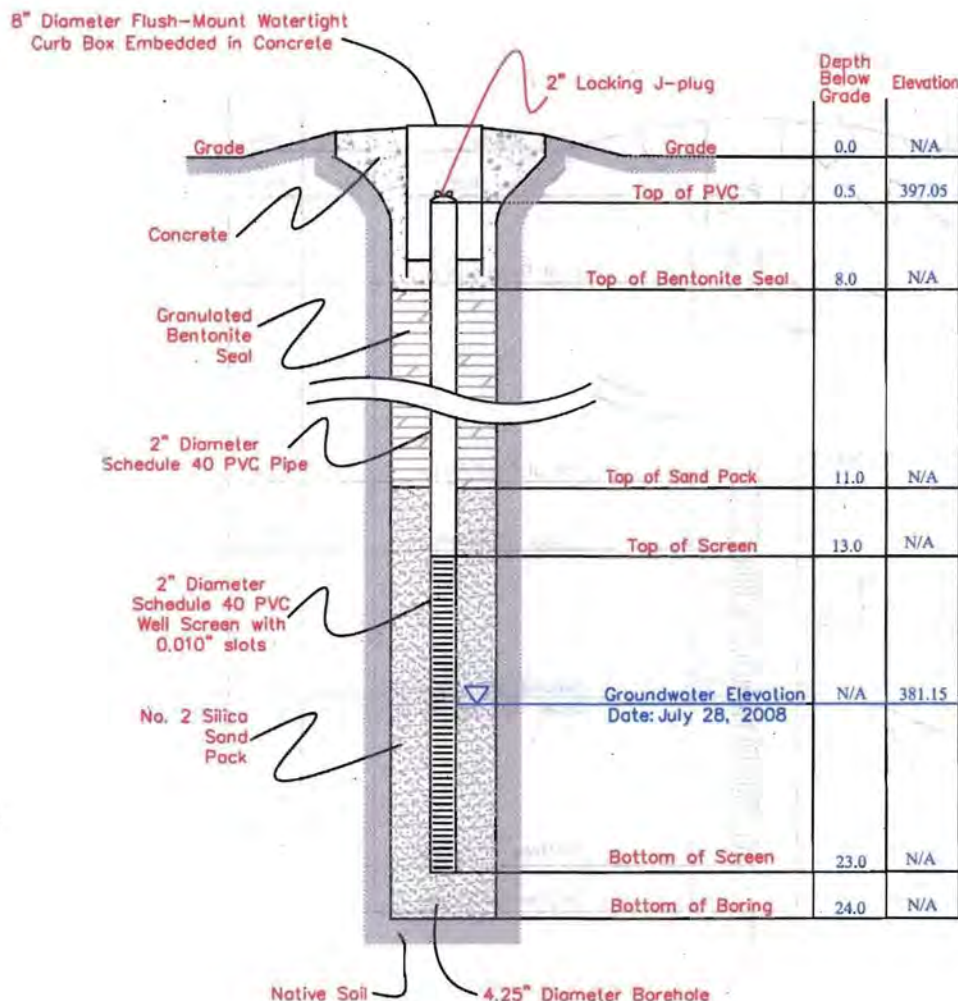 8" Diameter Flush-Mount Watertight
Curb Box Embedded in Concrete
2" Locking J-plug
Depth
Below
Grade
Elevation
Grade
Grade 0.0 N/A
Top of PVC 0.5 397.05
Concrete
Top of Bentonite Seal 8.0 N/A
Granulated
Bentonite
Seal
2" Diameter
Schedule 40 PVC Pipe
Top of Sand Pack 11.0 N/A
Top of Screen 13.0 N/A
2" Diameter
Schedule 40 PVC
Well Screen with
0.010" slots
Groundwater Elevation N/A 381.15
Date: July 28, 2008
No. 2 Silica
Sand
Pack
Bottom of Screen 23.0 N/A
Bottom of Boring 24.0 N/A
Native Soil
4.25" Diameter Borehole